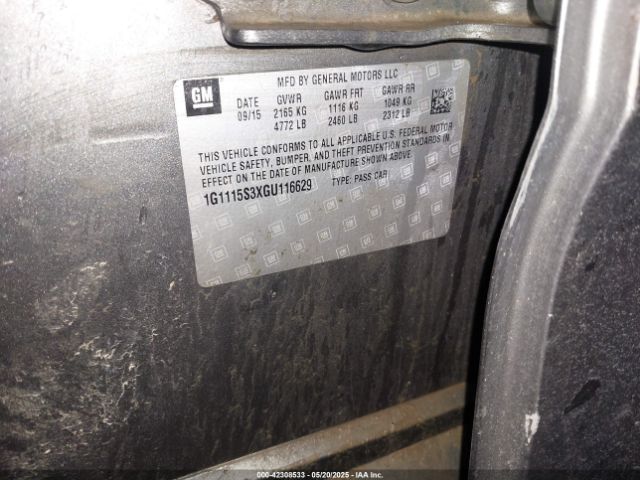 GM
MFD BY GENERAL MOTORS LLC
DATE GVWR GAWR FRT GAWR RR
09/15 2165 KG 1116 KG 1049 KG
4772 LB 2460 LB 2312 LB
THIS VEHICLE CONFORMS TO ALL APPLICABLE U.S. FEDERAL MOTOR
VEHICLE SAFETY, BUMPER, AND THEFT PREVENTION STANDARDS IN
EFFECT ON THE DATE OF MANUFACTURE SHOWN ABOVE.
1G1115S3XGU116629 TYPE: PASS CAR
000-42308533 - 05/20/2025 - IAA Inc.